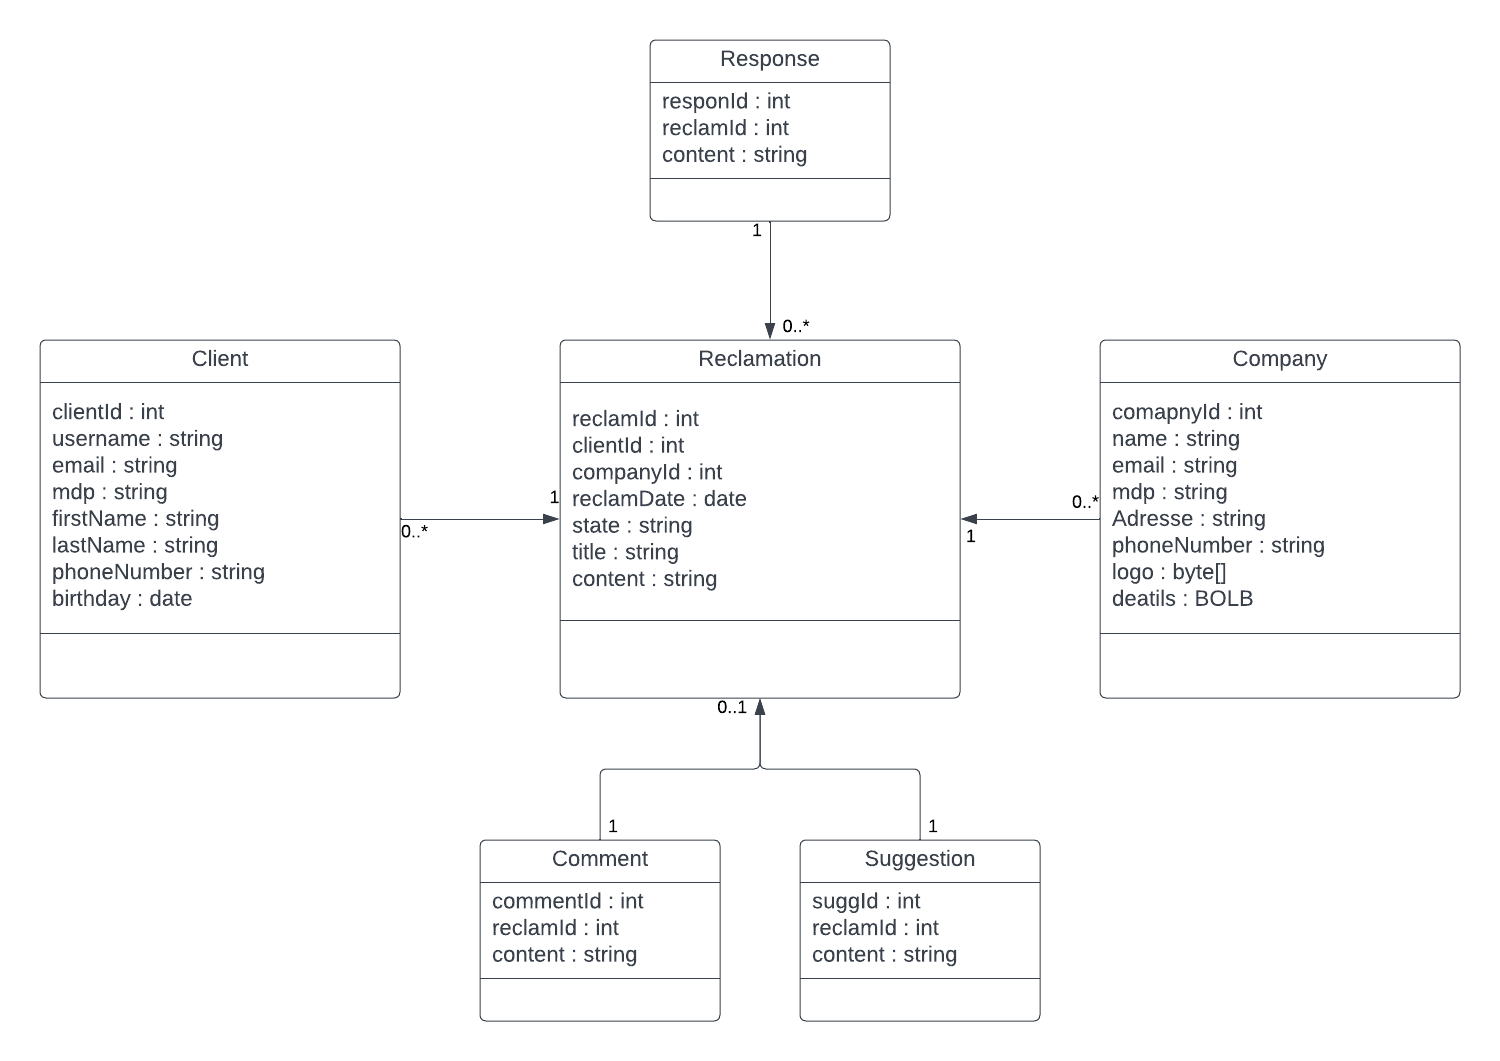 Response
responId : int
reclamId : int
content : string
1
0..*
Client
clientId : int
username : string
email : string
mdp : string
firstName : string
lastName : string
phoneNumber : string
birthday : date
0..*
1
Reclamation
reclamId : int
clientId : int
companyId : int
reclamDate : date
state : string
title : string
content : string
1
0..*
Company
comapnyId : int
name : string
email : string
mdp : string
Adresse : string
phoneNumber : string
logo : byte[]
deatils : BOLB
0..1
1
1
Comment
commentId : int
reclamId : int
content : string
Suggestion
suggId : int
reclamId : int
content : string